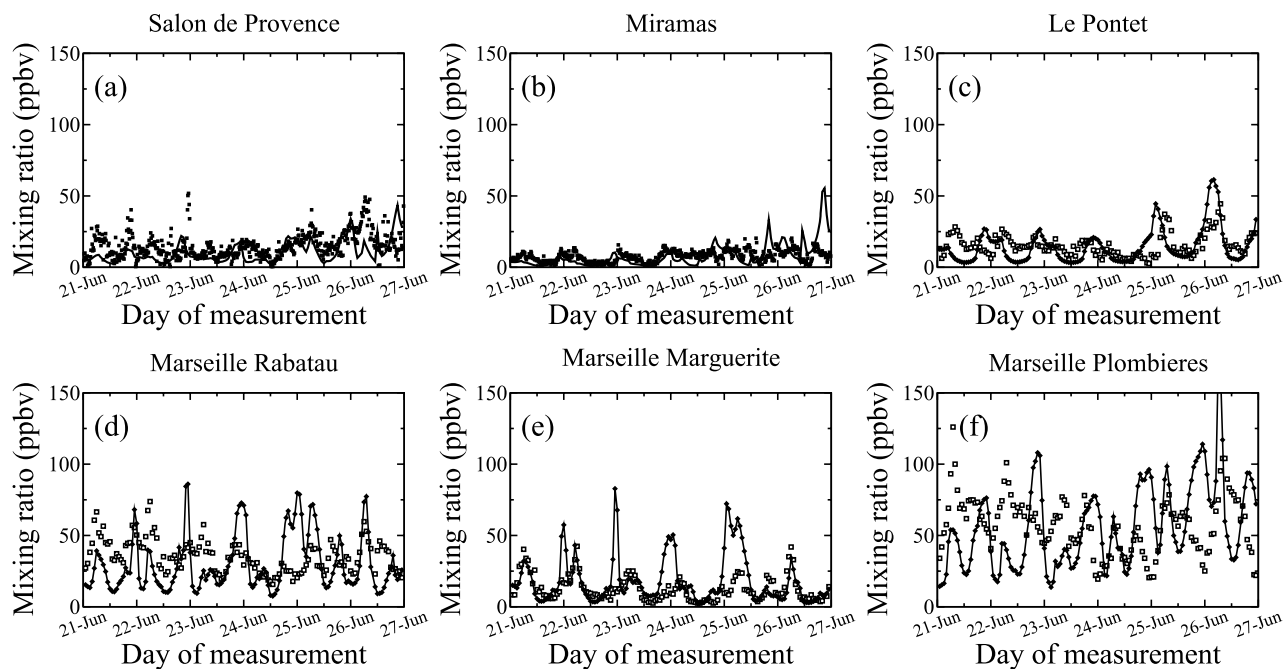 Salon de Provence
Miramas
Le Pontet
150
100
50
0
Mixing ratio (ppbv)
(a)
21-Jun 22-Jun 23-Jun 24-Jun 25-Jun 26-Jun 27-Jun
Day of measurement
150
100
50
0
Mixing ratio (ppbv)
(b)
21-Jun 22-Jun 23-Jun 24-Jun 25-Jun 26-Jun 27-Jun
Day of measurement
150
100
50
0
Mixing ratio (ppbv)
(c)
21-Jun 22-Jun 23-Jun 24-Jun 25-Jun 26-Jun 27-Jun
Day of measurement
Marseille Rabatau
Marseille Marguerite
Marseille Plombieres
150
100
50
0
Mixing ratio (ppbv)
(d)
21-Jun 22-Jun 23-Jun 24-Jun 25-Jun 26-Jun 27-Jun
Day of measurement
150
100
50
0
Mixing ratio (ppbv)
(e)
21-Jun 22-Jun 23-Jun 24-Jun 25-Jun 26-Jun 27-Jun
Day of measurement
150
100
50
0
Mixing ratio (ppbv)
(f)
21-Jun 22-Jun 23-Jun 24-Jun 25-Jun 26-Jun 27-Jun
Day of measurement